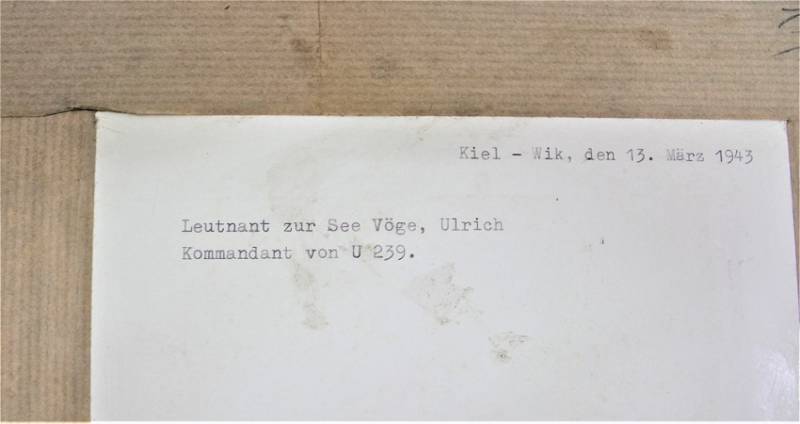 Kiel - Wik, den 13. März 1943
Leutnant zur See Vöge, Ulrich
Kommandant von U 239.